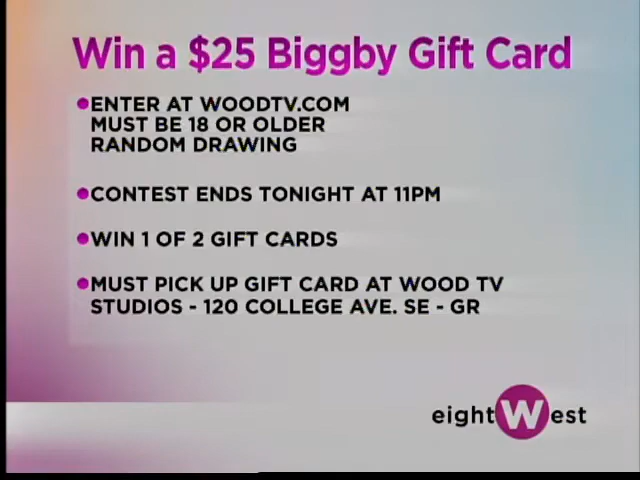 Win a $25 Biggby Gift Card
●ENTER AT WOODTV.COM
MUST BE 18 OR OLDER
RANDOM DRAWING
●CONTEST ENDS TONIGHT AT 11PM
●WIN 1 OF 2 GIFT CARDS
●MUST PICK UP GIFT CARD AT WOOD TV
STUDIOS - 120 COLLEGE AVE. SE - GR
eightWest